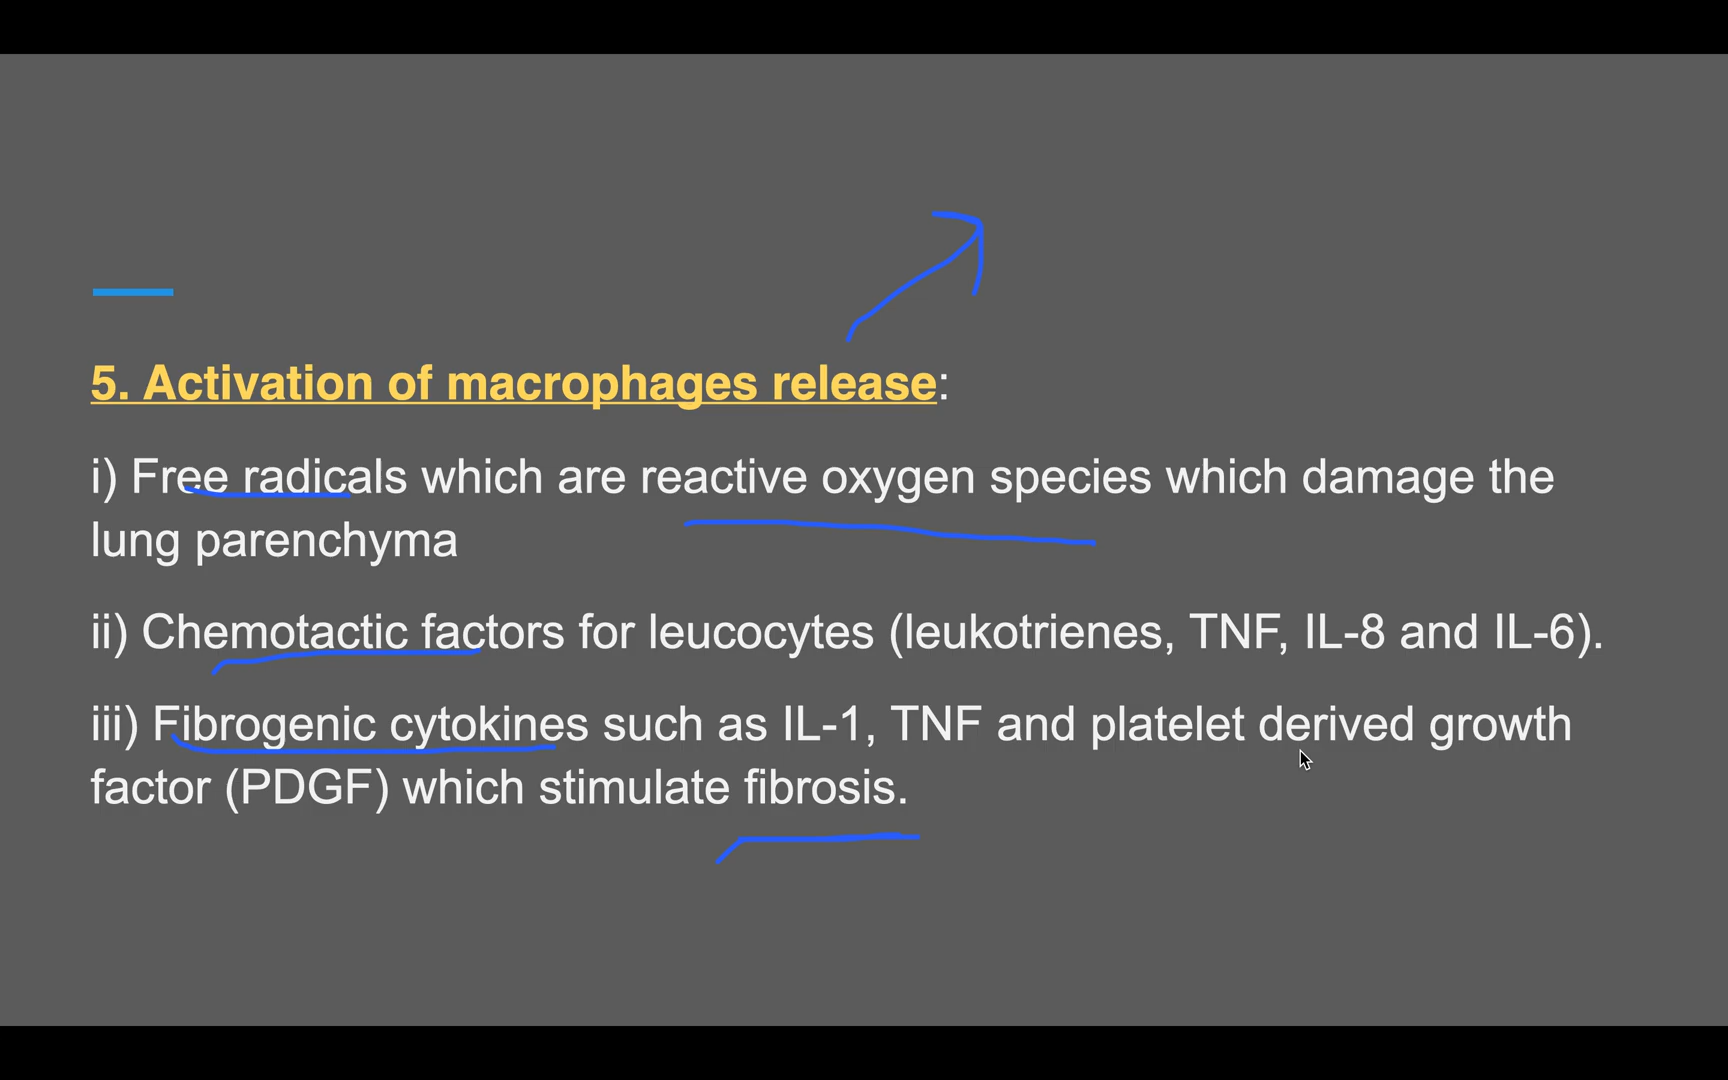 5. Activation of macrophages release:
i) Free radicals which are reactive oxygen species which damage the
lung parenchyma
ii) Chemotactic factors for leucocytes (leukotrienes, TNF, IL-8 and IL-6).
iii) Fibrogenic cytokines such as IL-1, TNF and platelet derived growth
factor (PDGF) which stimulate fibrosis.